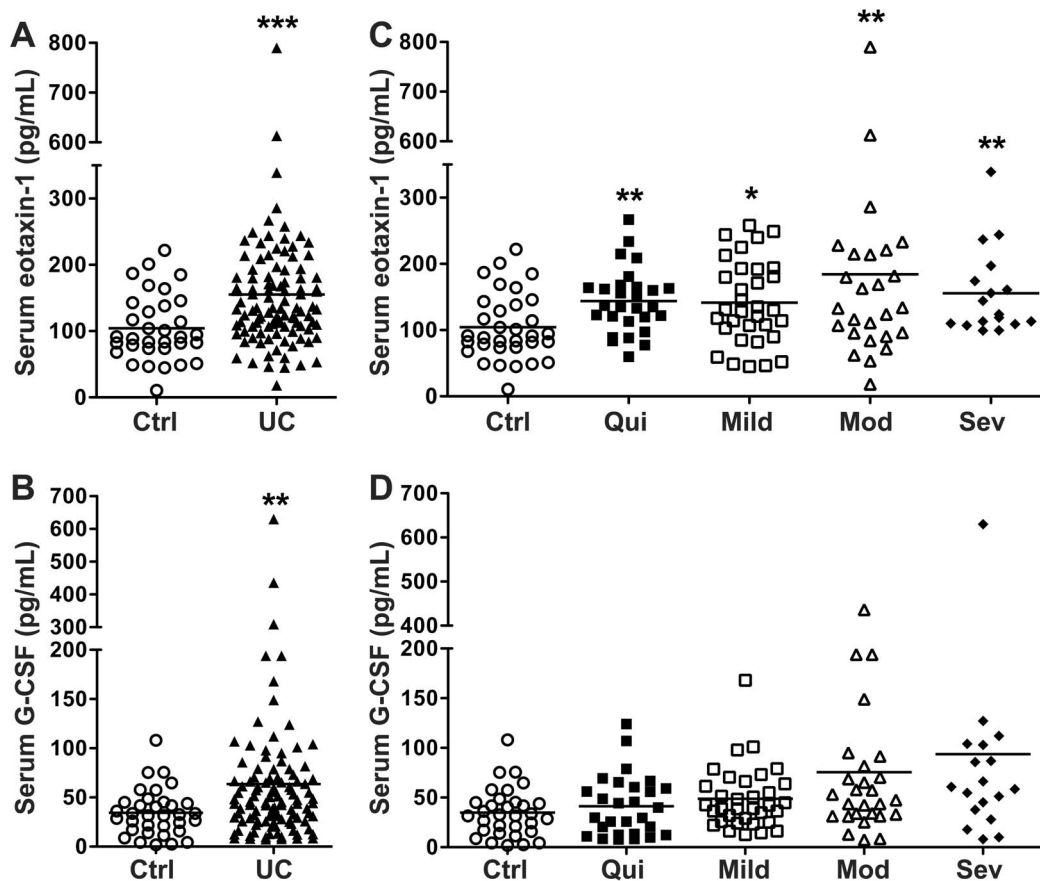 A
Serum eotaxin-1 (pg/mL)
800
700
600
300
200
100
0
***
Ctrl UC
C
Serum eotaxin-1 (pg/mL)
800
700
600
300
200
100
0
** * ** **
Ctrl Qui Mild Mod Sev
B
Serum G-CSF (pg/mL)
700
600
500
400
300
200
150
100
50
0
**
Ctrl UC
D
Serum G-CSF (pg/mL)
700
600
400
200
150
100
50
0
Ctrl Qui Mild Mod Sev